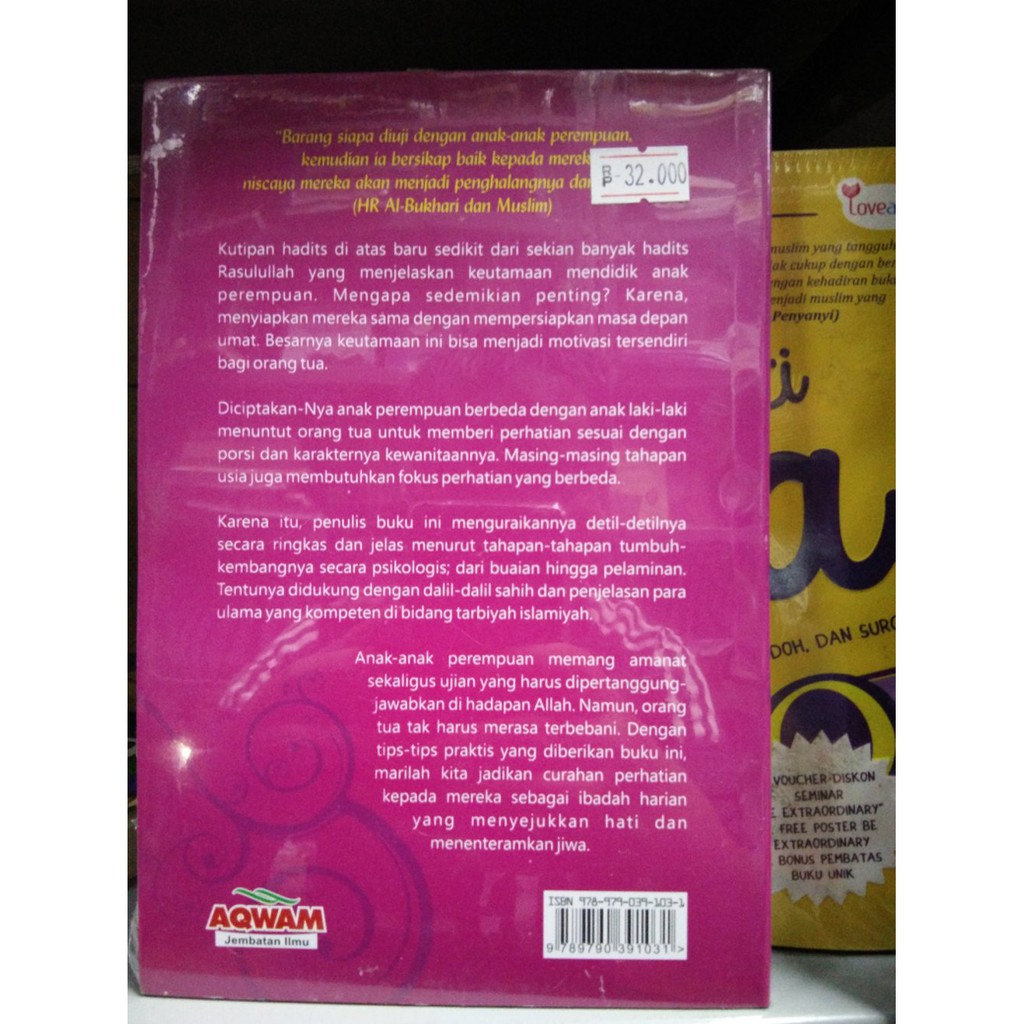 "Barang siapa diuji dengan anak-anak perempuan,
kemudian ia bersikap baik kepada
niscaya mereka akan menjadi penghalangnya
(HR Al-Bukhari dan Muslim)
RP-32.000
Kutipan hadits di atas baru sedikit dari sekian banyak hadits
Rasulullah yang menjelaskan keutamaan mendidik anak
perempuan. Mengapa sedemikian penting? Karena,
menyiapkan mereka sama dengan mempersiapkan masa depan
umat. Besarnya keutamaan ini bisa menjadi motivasi tersendiri
bagi orang tua.
Diciptakan-Nya anak perempuan berbeda dengan anak laki-laki
menuntut orang tua untuk memberi perhatian sesuai dengan
porsi dan karakternya kewanitaannya. Masing-masing tahapan
usia juga membutuhkan fokus perhatian yang berbeda.
Karena itu, penulis buku ini menguraikannya detil-detilnya
secara ringkas dan jelas menurut tahapan-tahapan tumbuh-
kembangnya secara psikologis; dari buaian hingga pelaminan.
Tentunya didukung dengan dalil-dalil sahih dan penjelasan para
ulama yang kompeten di bidang tarbiyah islamiyah.
Anak-anak perempuan memang amanat
sekaligus ujian yang harus dipertanggung-
jawabkan di hadapan Allah. Namun, orang
tua tak harus merasa terbebani. Dengan
tips-tips praktis yang diberikan buku ini,
marilah kita jadikan curahan perhatian
kepada mereka sebagai ibadah harian
yang menyejukkan hati dan
menenteramkan jiwa.
AQWAM
Jembatan Ilmu
ISBN 978-979-039-103-1
9 789790 391031 >
muslim yang tangguh
cukup dengan
dengan kehadiran
menjadi muslim yang
Penyanyi)
DAN
VOUCHER DISKON
SEMINAR
EXTRAORDINARY"
FREE POSTER BE
EXTRAORDINARY
BONUS PEMBATAS
BUKU UNIK